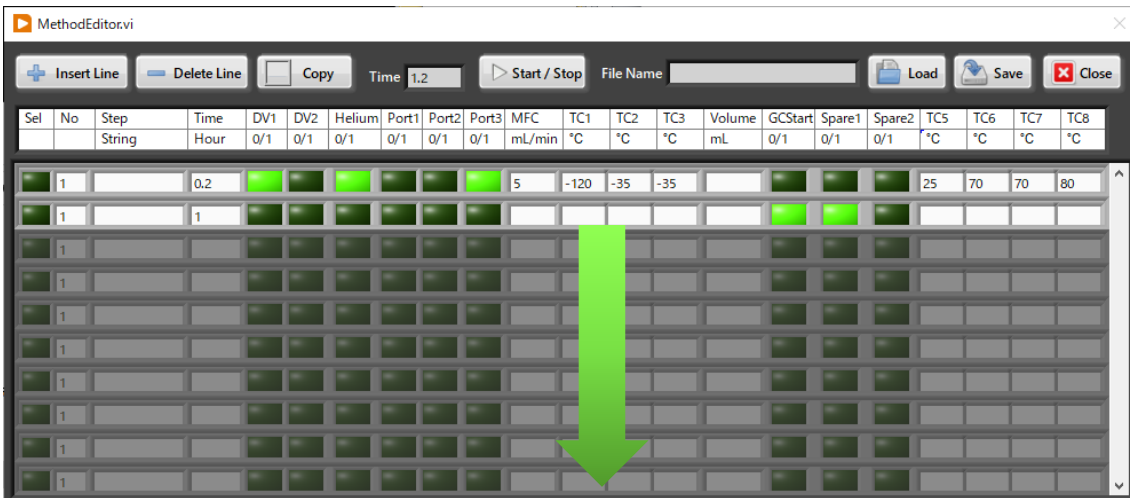 MethodEditor.vi
Insert Line Delete Line Copy Time 1.2 Start / Stop File Name Load Save Close
Sel No Step Time DV1 DV2 Helium Port1 Port2 Port3 MFC TC1 TC2 TC3 Volume GCStart Spare1 Spare2 TC5 TC6 TC7 TC8
String Hour 0/1 0/1 0/1 0/1 0/1 0/1 mL/min °C °C °C mL 0/1 0/1 0/1 °C °C °C °C
1 0.2 5 -120 -35 -35 25 70 70 80
1 1
1
1
1
1
1
1
1
1